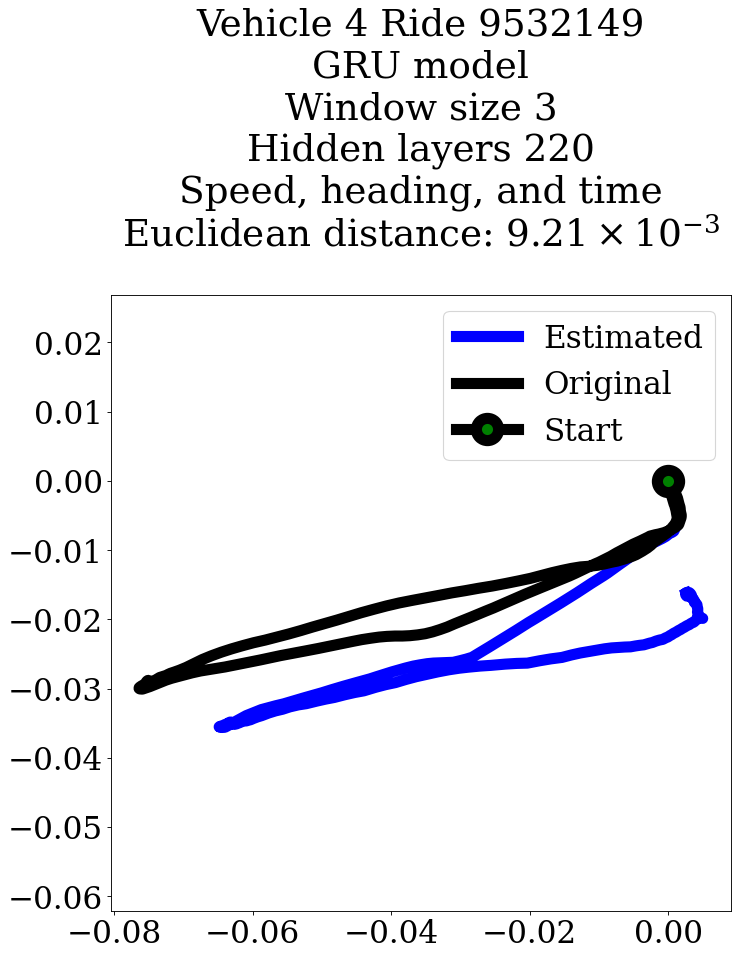 Vehicle 4 Ride 9532149
GRU model
Window size 3
Hidden layers 220
Speed, heading, and time
Euclidean distance: 9.21 × 10⁻³
Estimated
Original
Start
0.02
0.01
0.00
−0.01
−0.02
−0.03
−0.04
−0.05
−0.06
−0.08 −0.06 −0.04 −0.02 0.00